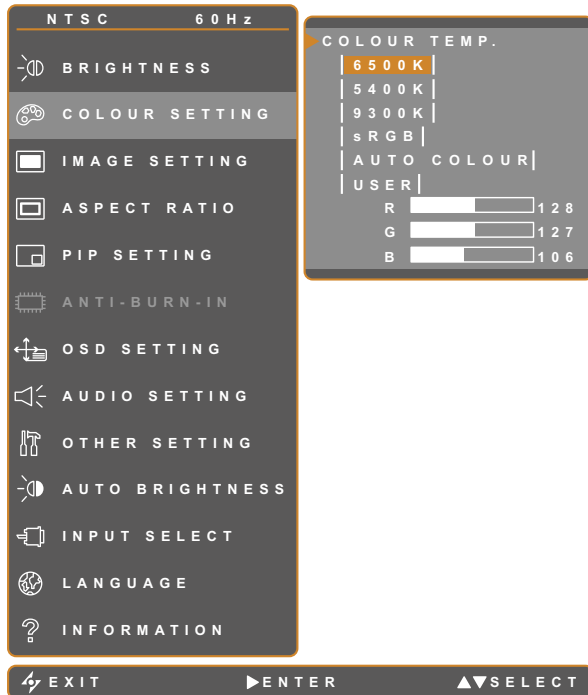 NTSC 60Hz
BRIGHTNESS
COLOUR SETTING
IMAGE SETTING
ASPECT RATIO
PIP SETTING
ANTI-BURN-IN
OSD SETTING
AUDIO SETTING
OTHER SETTING
AUTO BRIGHTNESS
INPUT SELECT
LANGUAGE
INFORMATION
COLOUR TEMP.
6500K
5400K
9300K
sRGB
AUTO COLOUR
USER
R 128
G 127
B 106
EXIT ENTER SELECT